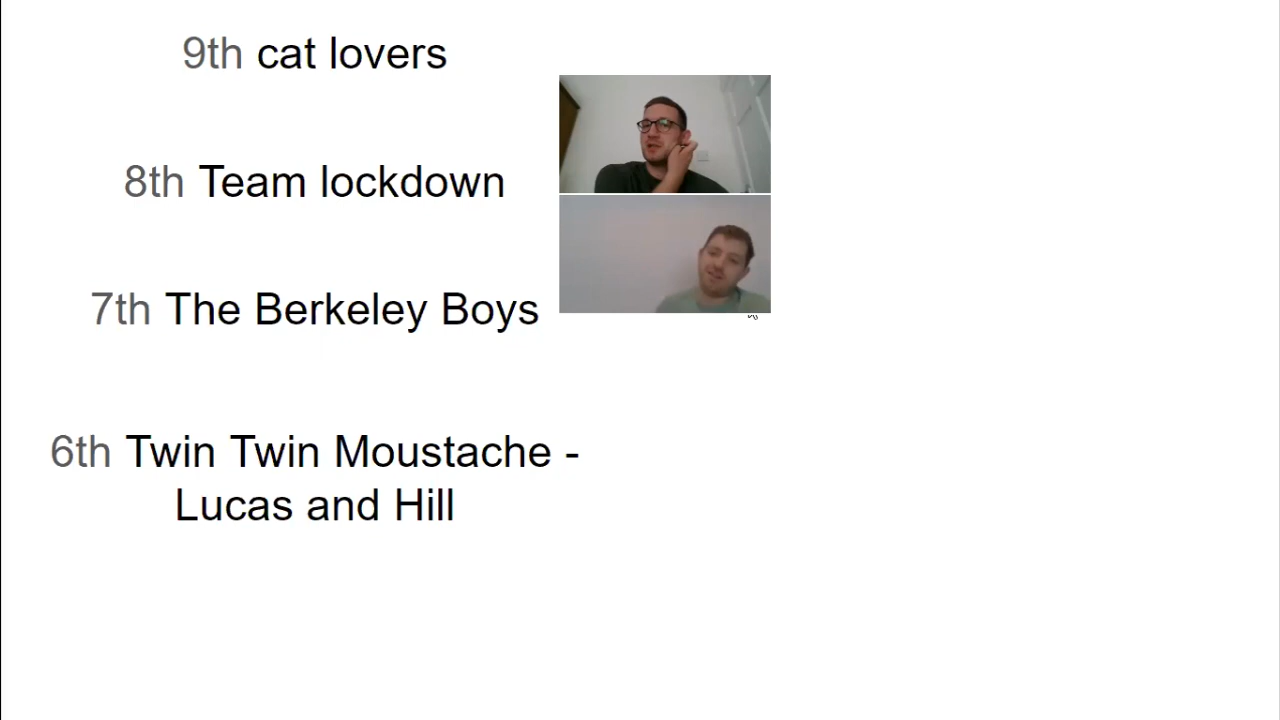 9th cat lovers
8th Team lockdown
7th The Berkeley Boys
6th Twin Twin Moustache -
Lucas and Hill